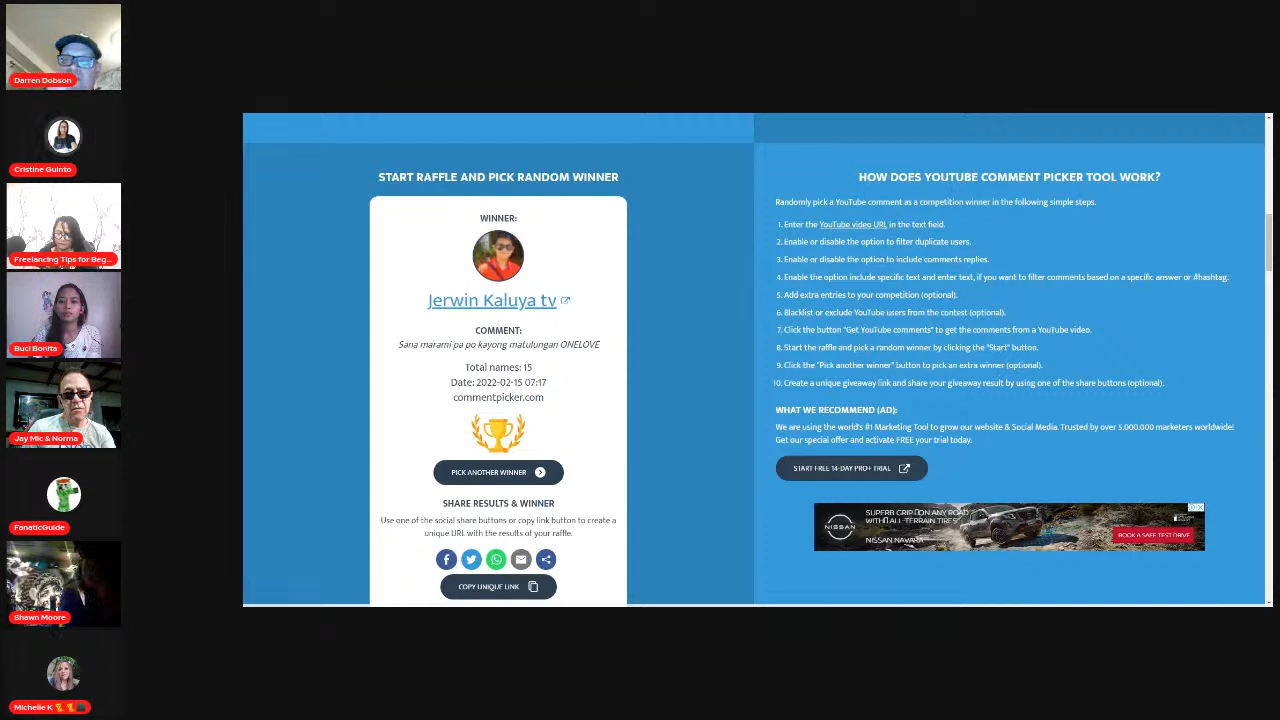 Darren Dobson
Cristine Guinto
Freelancing Tips for Beg...
Buci Bonita
Jay Mic & Norma
FanaticGuide
Shawn Moore
Michelle K
START RAFFLE AND PICK RANDOM WINNER
WINNER:
Jerwin Kaluya tv
COMMENT:
Sana marami pa po kayong matulungan ONELOVE
Total names: 15
Date: 2022-02-15 07:17
commentpicker.com
PICK ANOTHER WINNER
SHARE RESULTS & WINNER
Use one of the social share buttons or copy link button to create a
unique URL with the results of your raffle.
COPY UNIQUE LINK
HOW DOES YOUTUBE COMMENT PICKER TOOL WORK?
Randomly pick a YouTube comment as a competition winner in the following simple steps.
1. Enter the YouTube video URL in the text field.
2. Enable or disable the option to filter duplicate users.
3. Enable or disable the option to include comments replies.
4. Enable the option include specific text and enter text, if you want to filter comments based on a specific answer or #hashtag.
5. Add extra entries to your competition (optional).
6. Blacklist or exclude YouTube users from the contest (optional).
7. Click the button "Get YouTube comments" to get the comments from a YouTube video.
8. Start the raffle and pick a random winner by clicking the "Start" button.
9. Click the "Pick another winner" button to pick an extra winner (optional).
10. Create a unique giveaway link and share your giveaway result by using one of the share buttons (optional).
WHAT WE RECOMMEND (AD):
We are using the world's #1 Marketing Tool to grow our website & Social Media. Trusted by over 5.000.000 marketers worldwide!
Get our special offer and activate FREE your trial today.
START FREE 14-DAY PRO+ TRIAL
NISSAN
SUPERB GRIP ON ANY ROAD
WITH ALL-TERRAIN TIRES
NISSAN NAVARA
BOOK A SAFE TEST DRIVE